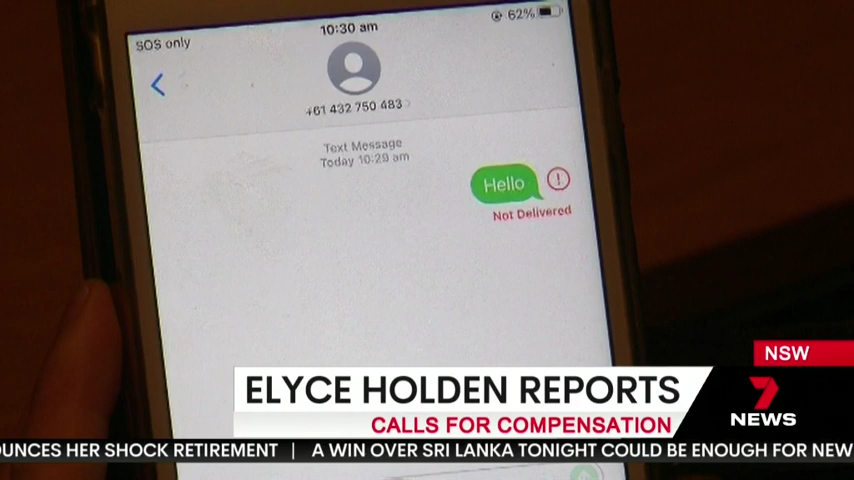 SOS only
10:30 am
62%
+61 432 750 483
Text Message
Today 10:29 am
Hello
Not Delivered
NSW
ELYCE HOLDEN REPORTS
CALLS FOR COMPENSATION
7
NEWS
OUNCES HER SHOCK RETIREMENT | A WIN OVER SRI LANKA TONIGHT COULD BE ENOUGH FOR NEW